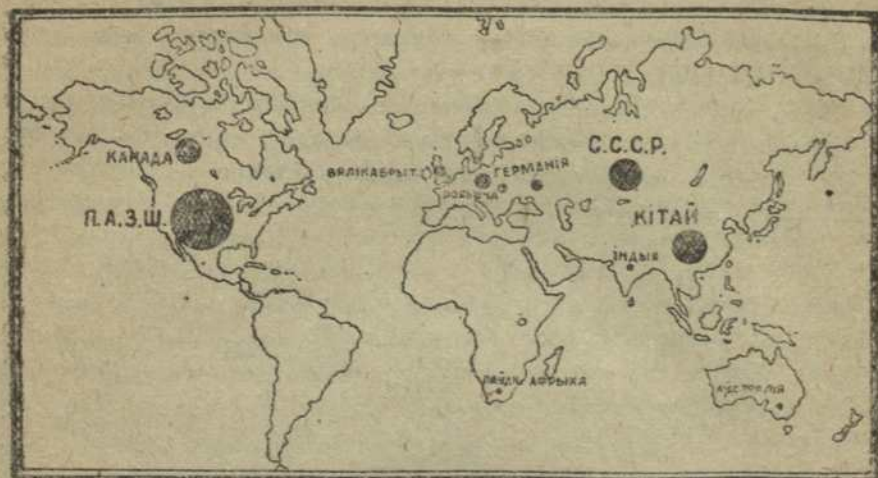 КАНАДА
П.А.З.Ш.
ВЯЛІКАБРЫТ.
ГЕРМАНІЯ
С.С.С.Р.
КІТАЙ
ІНДЫЯ
АФРЫКА